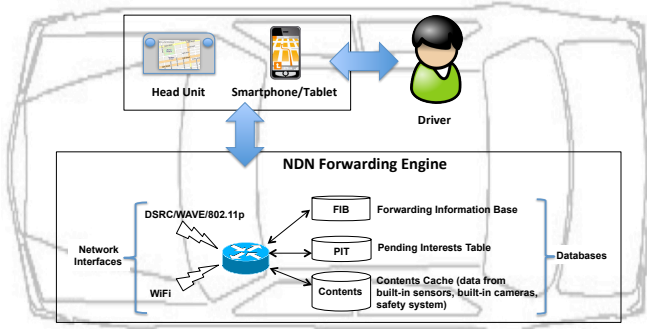 Head Unit
Smartphone/Tablet
Driver
NDN Forwarding Engine
DSRC/WAVE/802.11p
Network
Interfaces
WiFi
FIB
Forwarding Information Base
PIT
Pending Interests Table
Contents
Contents Cache (data from
built-in sensors, built-in cameras,
safety system)
Databases